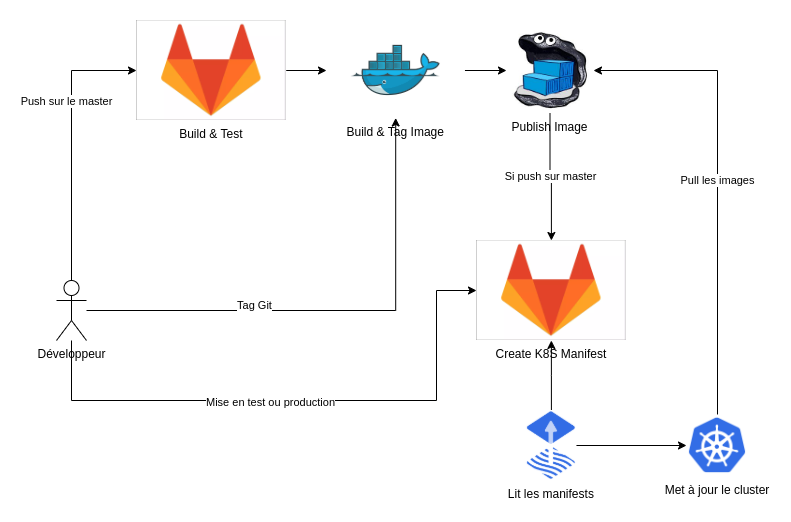 Push sur le master
Build & Test
Build & Tag Image
Publish Image
Si push sur master
Pull les images
Tag Git
Développeur
Create K8S Manifest
Mise en test ou production
Lit les manifests
Met à jour le cluster